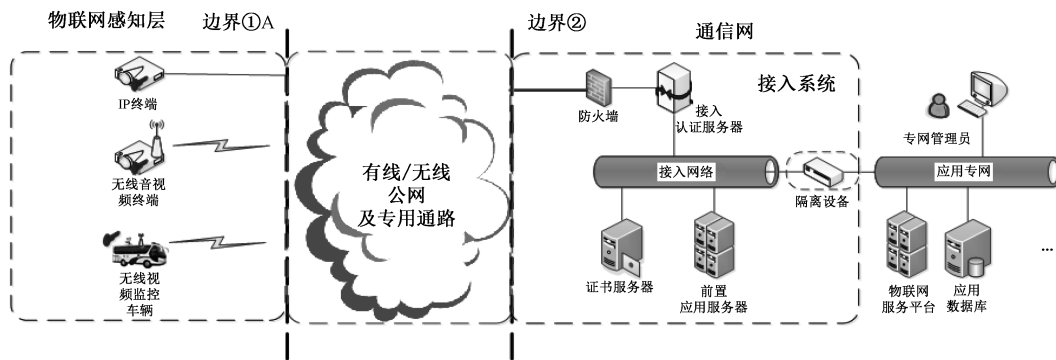 物联网感知层
边界①A
边界②
通信网
接入系统
IP终端
无线音视
频终端
无线视
频监控
车辆
有线/无线
公网
及专用通路
防火墙
接入
认证服务器
接入网络
证书服务器
前置
应用服务器
隔离设备
专网管理员
应用专网
物联网
服务平台
应用
数据库
...